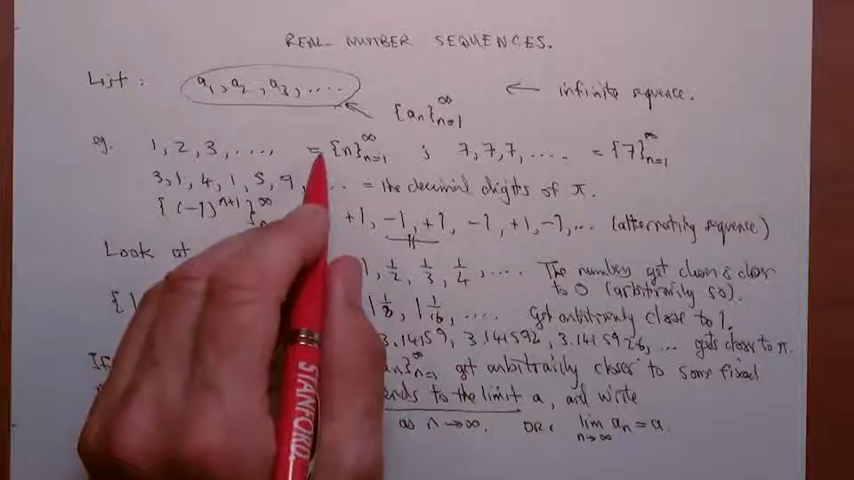 REAL NUMBER SEQUENCES.
List: a₁, a₂, a₃, .... ← infinite sequence.
{aₙ}ₙ₌₁^∞
eg. 1, 2, 3, .... = {n}ₙ₌₁^∞ ; 7, 7, 7, .... = {7}ₙ₌₁^∞
3, 1, 4, 1, 5, 9, ... = the decimal digits of π.
{(-1)ⁿ⁺¹}^∞ +1, -1, +1, -1, +1, -1, ... (alternating sequence)
Look at 1/2, 1/3, 1/4, .... The numbers get closer & closer
to 0 (arbitrarily so).
{1 1 1/8, 1 1/16, .... get arbitrarily close to 1.
3.14159, 3.141592, 3.1415926, ... gets closer to π.
If }ₙ₌₁^∞ get arbitrarily closer to some fixed
to the limit a, and write
as n→∞. OR: lim n→∞ aₙ = a.
STANFORD